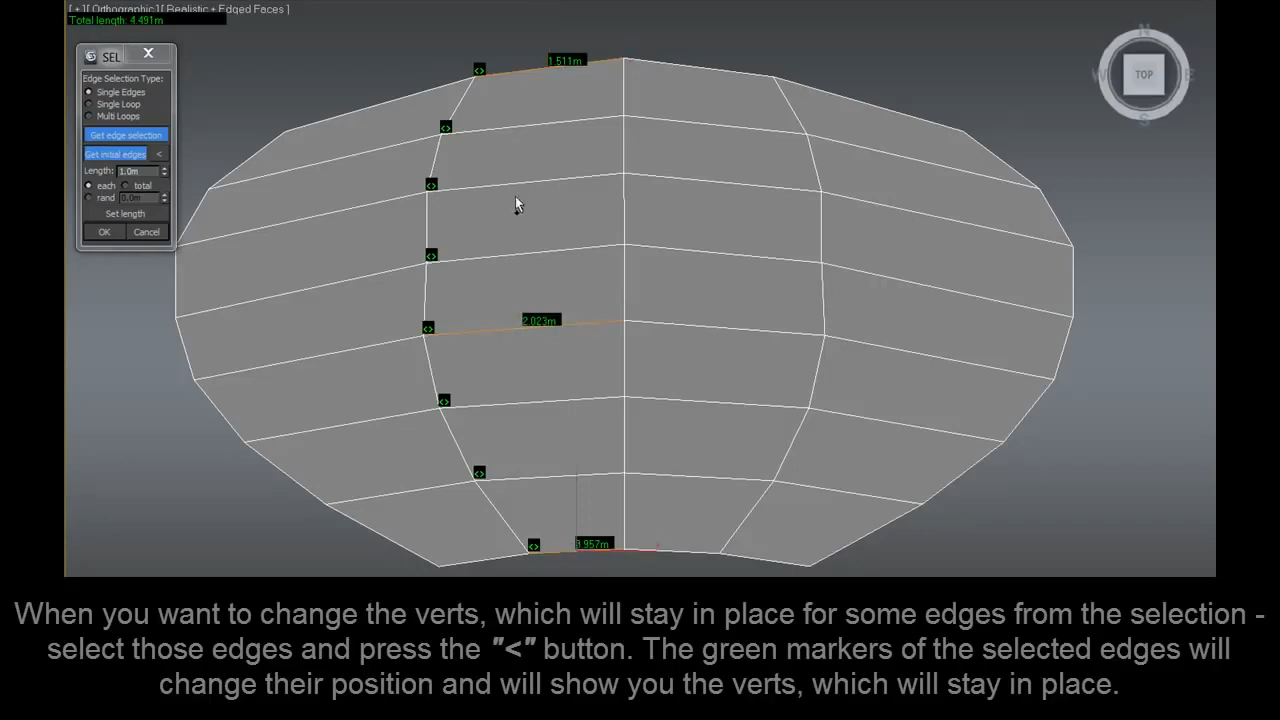 [ + ][ Orthographic ][ Realistic + Edged Faces ]
Total length: 4.491m
SEL X
Edge Selection Type:
Single Edges
Single Loop
Multi Loops
Get edge selection
Get initial edges <
Length: 1.0m
each total
rand 0.0m
Set length
OK Cancel
1.511m
<>
<>
<>
<>
2.023m
<>
<>
<>
<>
957m
N
W TOP E
S
When you want to change the verts, which will stay in place for some edges from the selection -
select those edges and press the "<" button. The green markers of the selected edges will
change their position and will show you the verts, which will stay in place.